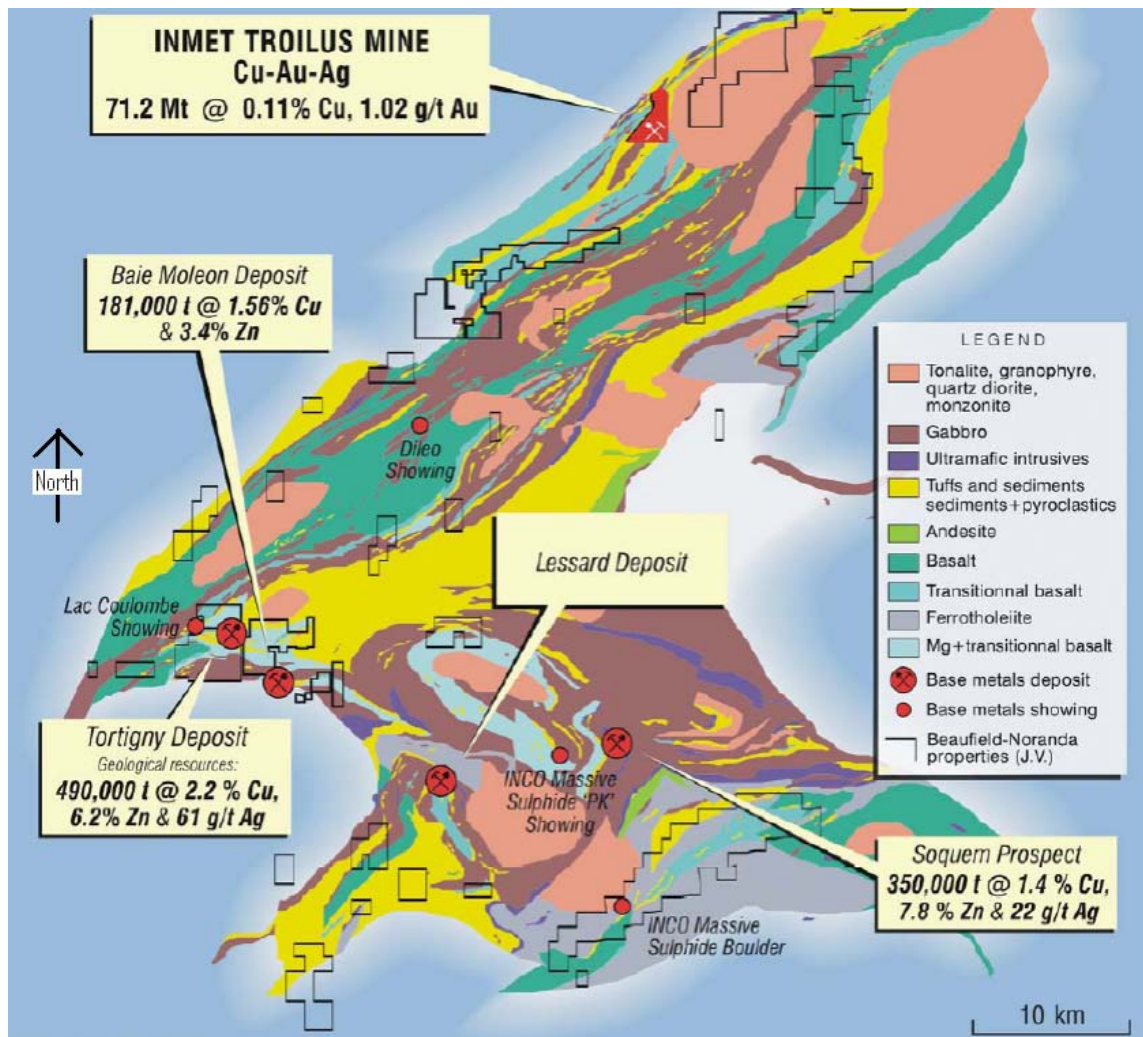 INMET TROILUS MINE
Cu-Au-Ag
71.2 Mt @ 0.11% Cu, 1.02 g/t Au
Baie Moleon Deposit
181,000 t @ 1.56% Cu
& 3.4% Zn
North
Dileo
Showing
Lessard Deposit
Lac Coulombe
Showing
Tortigny Deposit
Geological resources:
490,000 t @ 2.2 % Cu,
6.2% Zn & 61 g/t Ag
INCO Massive
Sulphide 'PK'
Showing
INCO Massive
Sulphide Boulder
Soquem Prospect
350,000 t @ 1.4 % Cu,
7.8 % Zn & 22 g/t Ag
LEGEND
Tonalite, granophyre,
quartz diorite,
monzonite
Gabbro
Ultramafic intrusives
Tuffs and sediments
sediments+pyroclastics
Andesite
Basalt
Transitionnal basalt
Ferrotholeiite
Mg+transitionnal basalt
Base metals deposit
Base metals showing
Beaufield-Noranda
properties (J.V.)
10 km